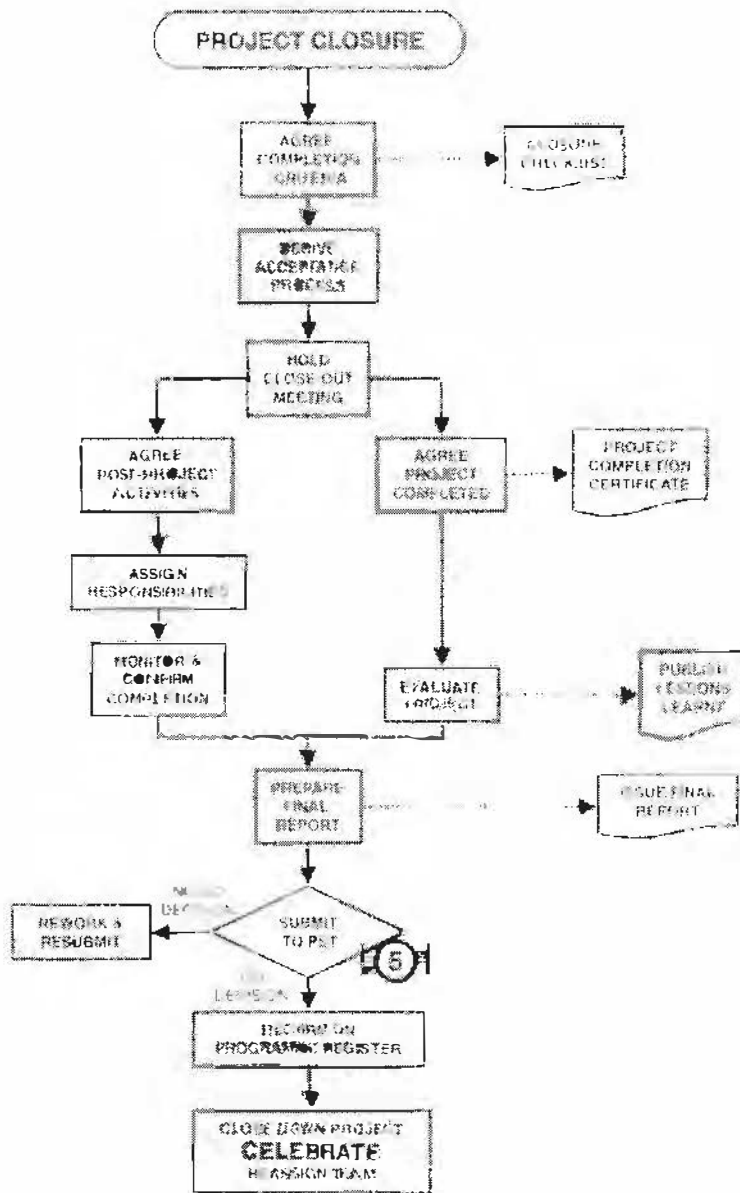 PROJECT CLOSURE
AGREE
COMPLETION
CRITERIA
CLOSURE
CHECKLIST
DERIVE
ACCEPTANCE
PROCESS
HOLD
CLOSE-OUT
MEETING
AGREE
POST-PROJECT
ACTIVITIES
AGREE
PROJECT
COMPLETED
PROJECT
COMPLETION
CERTIFICATE
ASSIGN
RESPONSIBILITIES
MONITOR &
CONFIRM
COMPLETION
EVALUATE
PROJECT
PUBLISH
LESSONS
LEARNT
PREPARE
FINAL
REPORT
ISSUE FINAL
REPORT
DECISION
REWORK &
RESUBMIT
SUBMIT
TO PST
5
DECISION
RECORD ON
PROGRAMME REGISTER
CLOSE DOWN PROJECT
CELEBRATE
REASSIGN TEAM